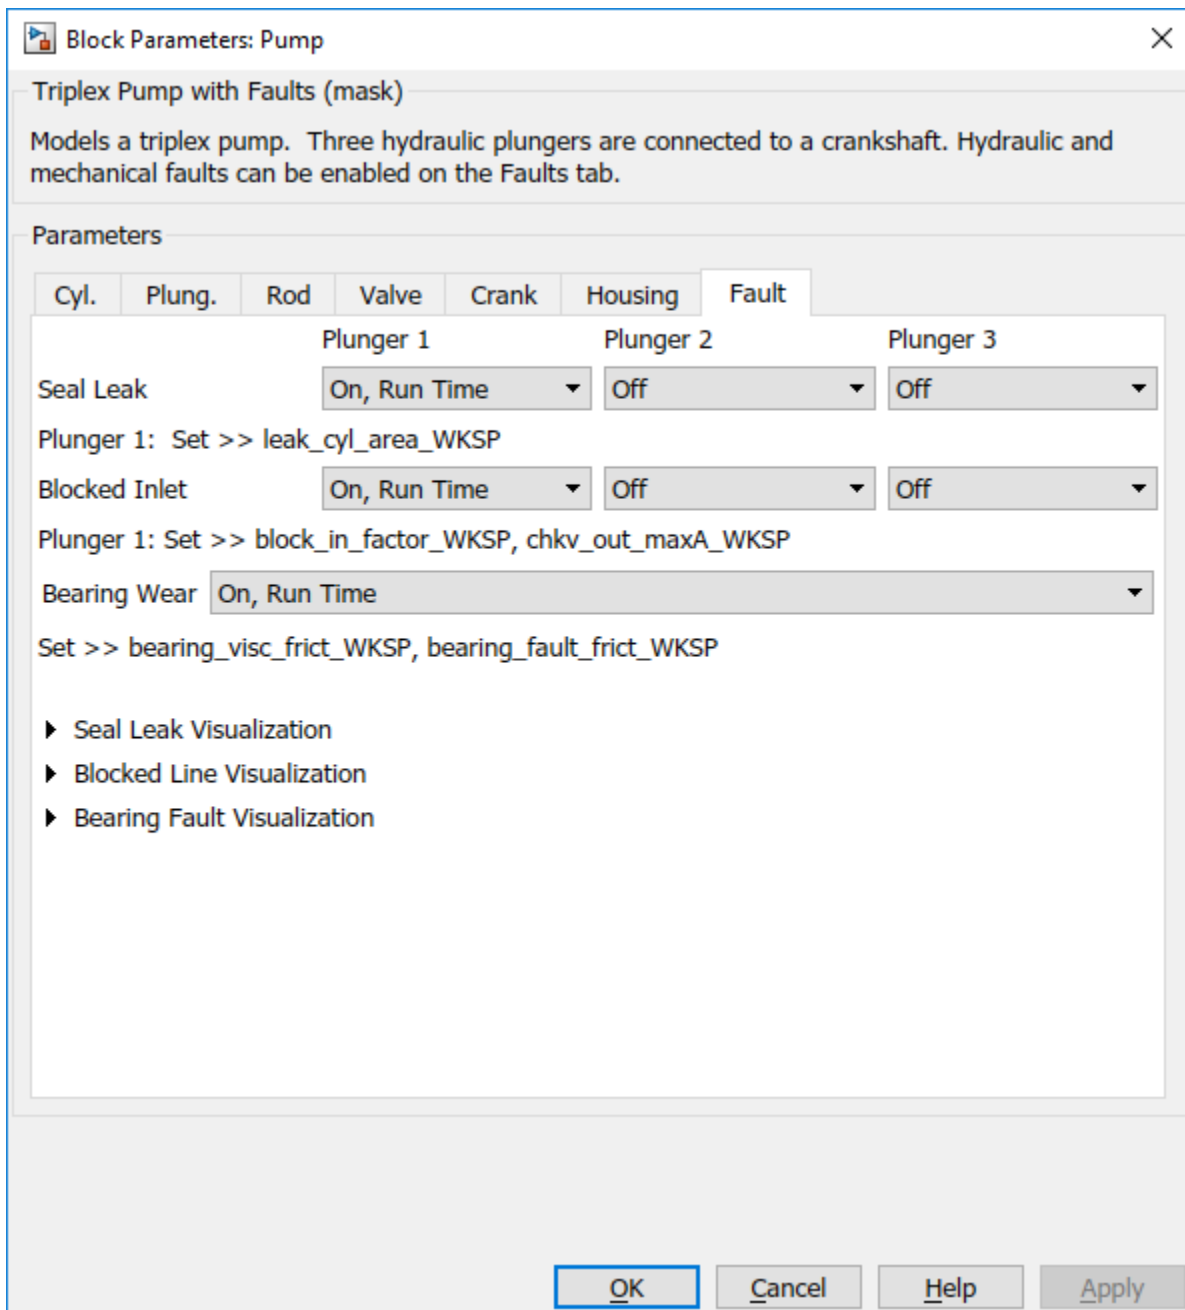 Block Parameters: Pump
Triplex Pump with Faults (mask)
Models a triplex pump.  Three hydraulic plungers are connected to a crankshaft. Hydraulic and
mechanical faults can be enabled on the Faults tab.
Parameters
Cyl. Plung. Rod Valve Crank Housing Fault
Plunger 1 Plunger 2 Plunger 3
Seal Leak On, Run Time Off Off
Plunger 1:  Set >> leak_cyl_area_WKSP
Blocked Inlet On, Run Time Off Off
Plunger 1: Set >> block_in_factor_WKSP, chkv_out_maxA_WKSP
Bearing Wear On, Run Time
Set >> bearing_visc_frict_WKSP, bearing_fault_frict_WKSP
Seal Leak Visualization
Blocked Line Visualization
Bearing Fault Visualization
OK Cancel Help Apply